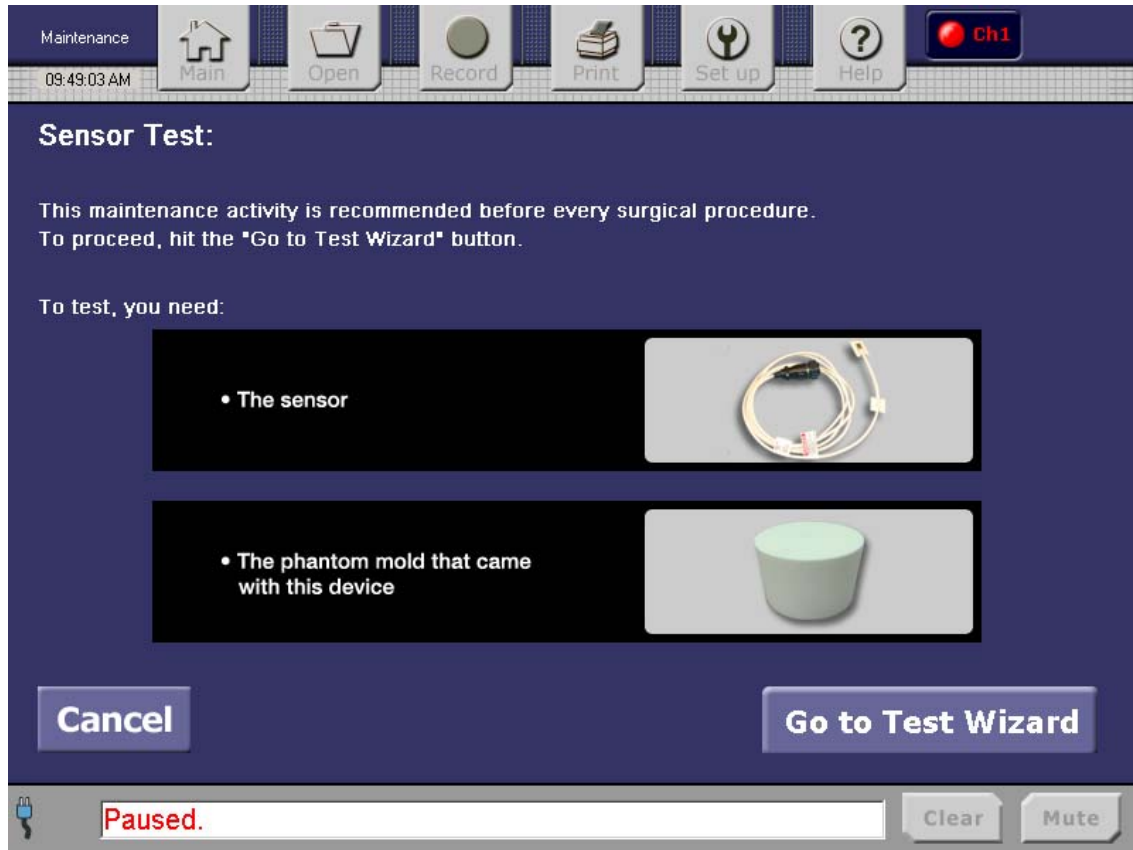 Maintenance
09:49:03 AM
Main
Open
Record
Print
Set up
Help
Ch1
Sensor Test:
This maintenance activity is recommended before every surgical procedure.
To proceed, hit the "Go to Test Wizard" button.
To test, you need:
• The sensor
• The phantom mold that came
with this device
Cancel
Go to Test Wizard
Paused.
Clear
Mute